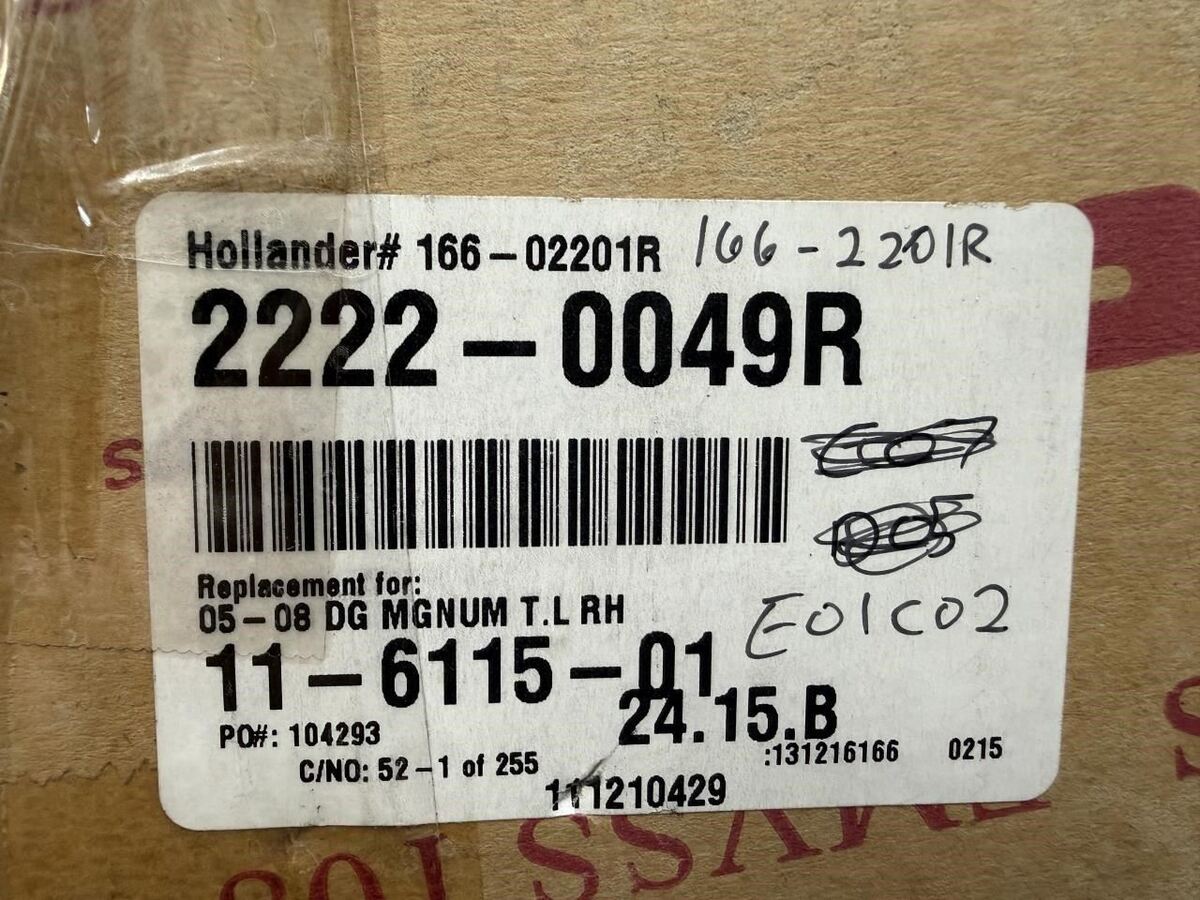 Hollander# 166-02201R 166-2201R
2222-0049R
S
Replacement for:
05-08 DG MGNUM T.L RH
E01C02
11-6115-01
24.15.B
PO#: 104293
:131216166 0215
C/NO: 52-1 of 255
111210429